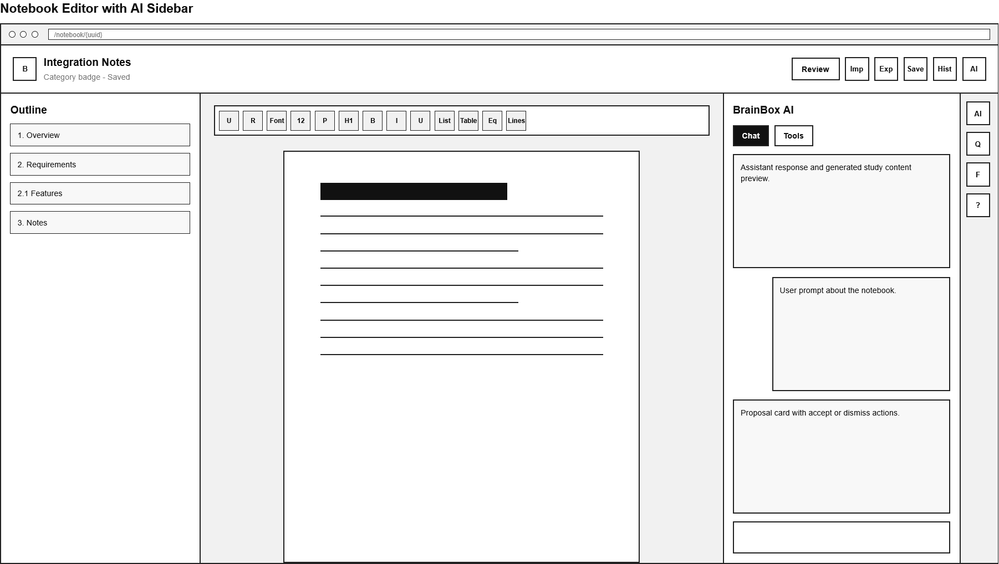 Notebook Editor with AI Sidebar
/notebook/{uuid}
B
Integration Notes
Category badge - Saved
Review
Imp
Exp
Save
Hist
AI
Outline
1. Overview
2. Requirements
2.1 Features
3. Notes
U
R
Font
12
P
H1
B
I
U
List
Table
Eq
Lines
BrainBox AI
Chat
Tools
Assistant response and generated study content
preview.
User prompt about the notebook.
Proposal card with accept or dismiss actions.
AI
Q
F
?